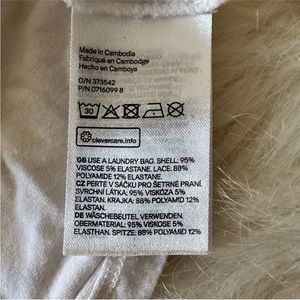 Made in Cambodia
Fabriqué en Cambodge
Hecho en Camboya
O/N 373542
P/N 0716099 8
30
clevercare.info
GB USE A LAUNDRY BAG. SHELL: 95%
VISCOSE 5% ELASTANE. LACE: 88%
POLYAMIDE 12% ELASTANE.
CZ PERTE V SÁČKU PRO ŠETRNÉ PRANÍ.
SVRCHNÍ LÁTKA: 95% VISKÓZA 5%
ELASTAN. KRAJKA: 88% POLYAMID 12%
ELASTAN.
DE WÄSCHEBEUTEL VERWENDEN.
OBERMATERIAL: 95% VISKOSE 5%
ELASTHAN. SPITZE: 88% POLYAMID 12%